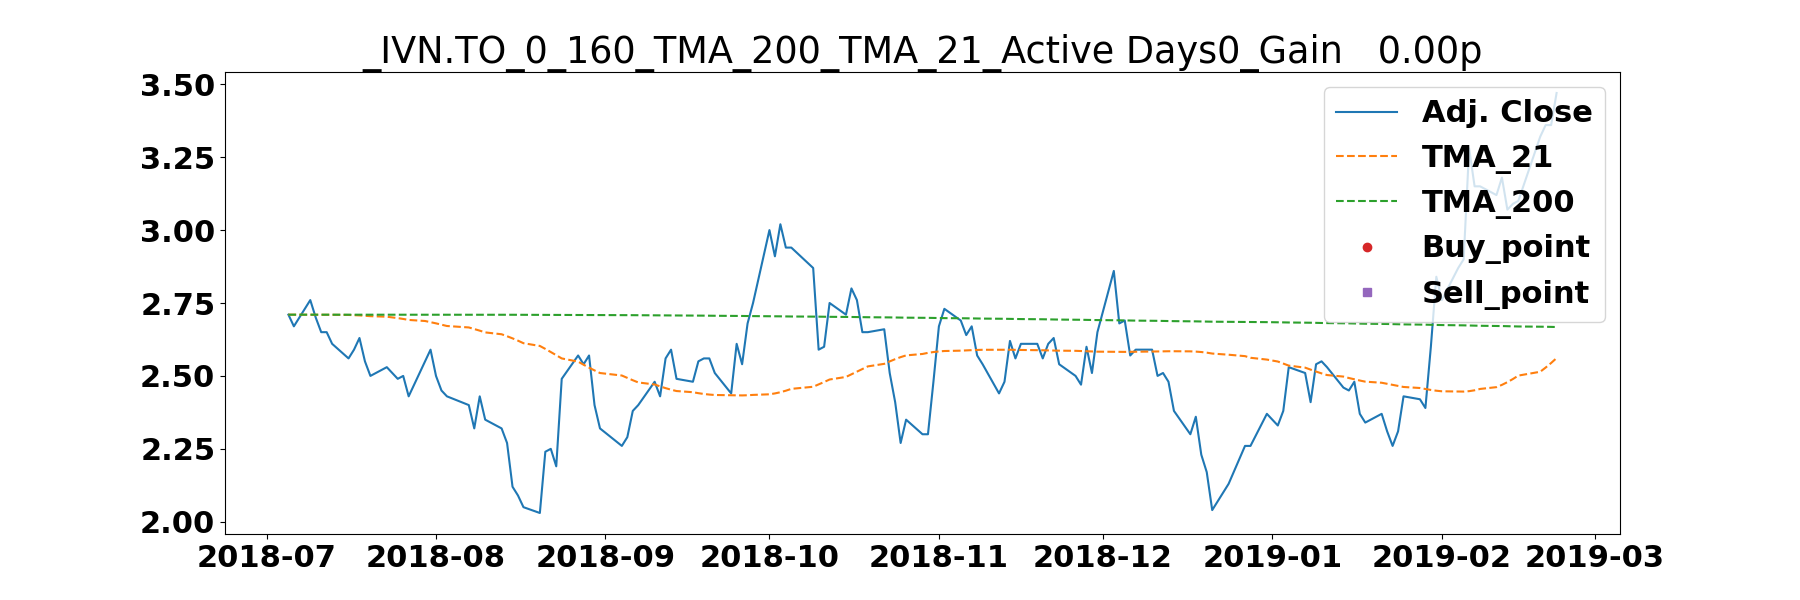 _IVN.TO_0_160_TMA_200_TMA_21_Active Days0_Gain   0.00p
3.50
3.25
3.00
2.75
2.50
2.25
2.00
Adj. Close
TMA_21
TMA_200
Buy_point
Sell_point
2018-07 2018-08 2018-09 2018-10 2018-11 2018-12 2019-01 2019-02 2019-03